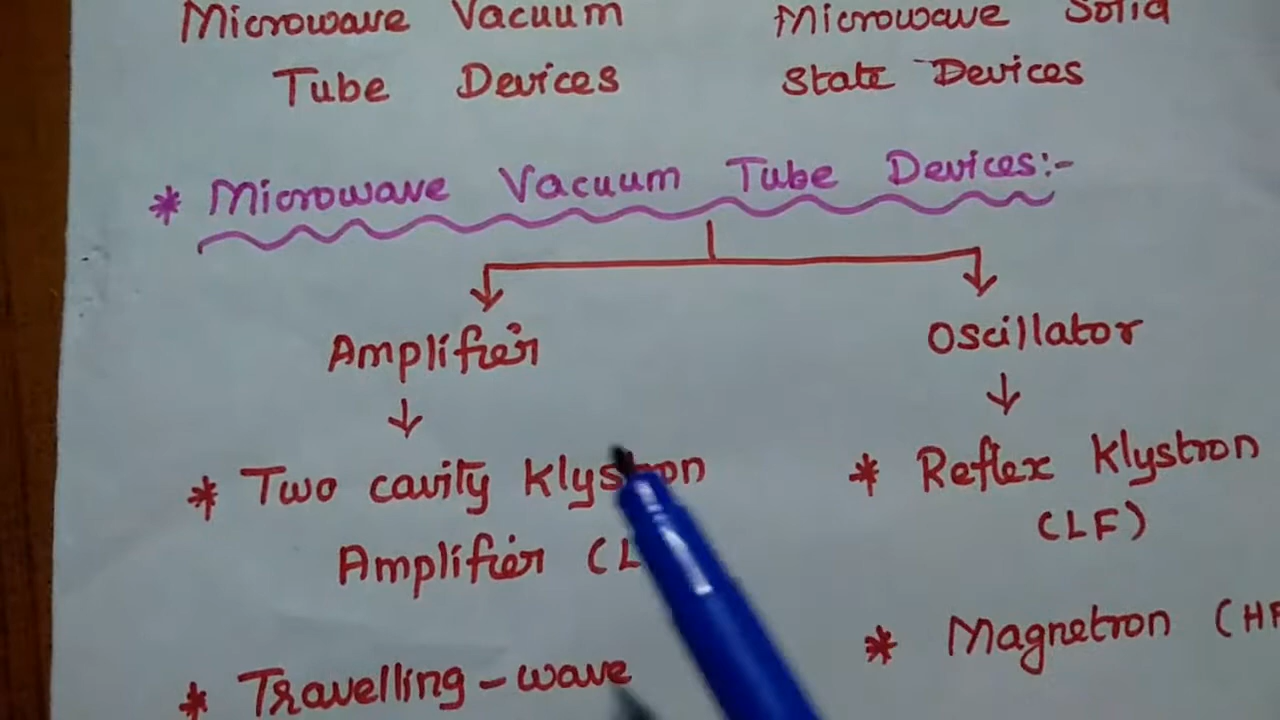 Microwave Vacuum Microwave Solid
Tube Devices State Devices
* Microwave Vacuum Tube Devices:-
Amplifier Oscillator
* Two cavity Klystron * Reflex Klystron
Amplifier (L (LF)
* Magnetron (HF
* Travelling-wave